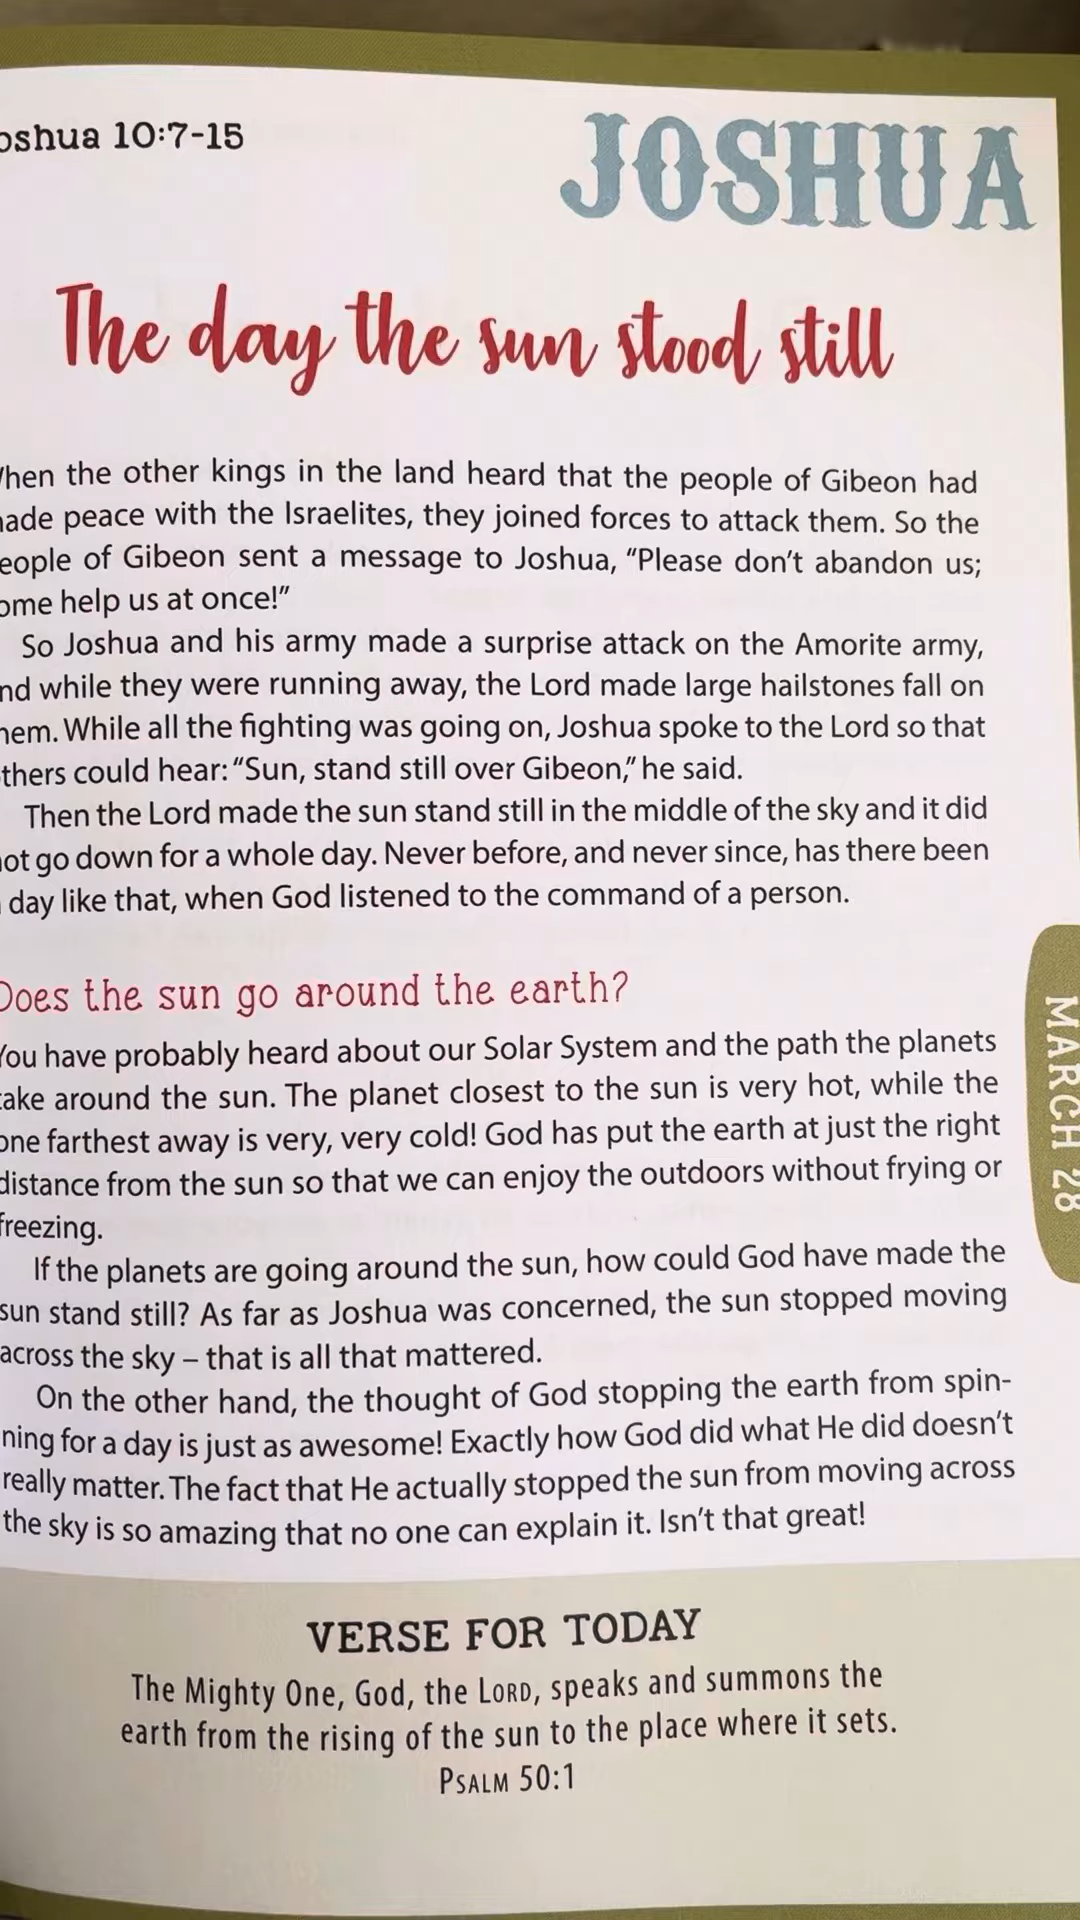 oshua 10:7-15
JOSHUA
The day the sun stood still
hen the other kings in the land heard that the people of Gibeon had
ade peace with the Israelites, they joined forces to attack them. So the
eople of Gibeon sent a message to Joshua, “Please don’t abandon us;
ome help us at once!”
So Joshua and his army made a surprise attack on the Amorite army,
nd while they were running away, the Lord made large hailstones fall on
hem. While all the fighting was going on, Joshua spoke to the Lord so that
thers could hear: “Sun, stand still over Gibeon,” he said.
Then the Lord made the sun stand still in the middle of the sky and it did
not go down for a whole day. Never before, and never since, has there been
day like that, when God listened to the command of a person.
Does the sun go around the earth?
You have probably heard about our Solar System and the path the planets
take around the sun. The planet closest to the sun is very hot, while the
one farthest away is very, very cold! God has put the earth at just the right
distance from the sun so that we can enjoy the outdoors without frying or
freezing.
If the planets are going around the sun, how could God have made the
sun stand still? As far as Joshua was concerned, the sun stopped moving
across the sky – that is all that mattered.
On the other hand, the thought of God stopping the earth from spin-
ning for a day is just as awesome! Exactly how God did what He did doesn’t
really matter. The fact that He actually stopped the sun from moving across
the sky is so amazing that no one can explain it. Isn’t that great!
MARCH 28
VERSE FOR TODAY
The Mighty One, God, the LORD, speaks and summons the
earth from the rising of the sun to the place where it sets.
PSALM 50:1